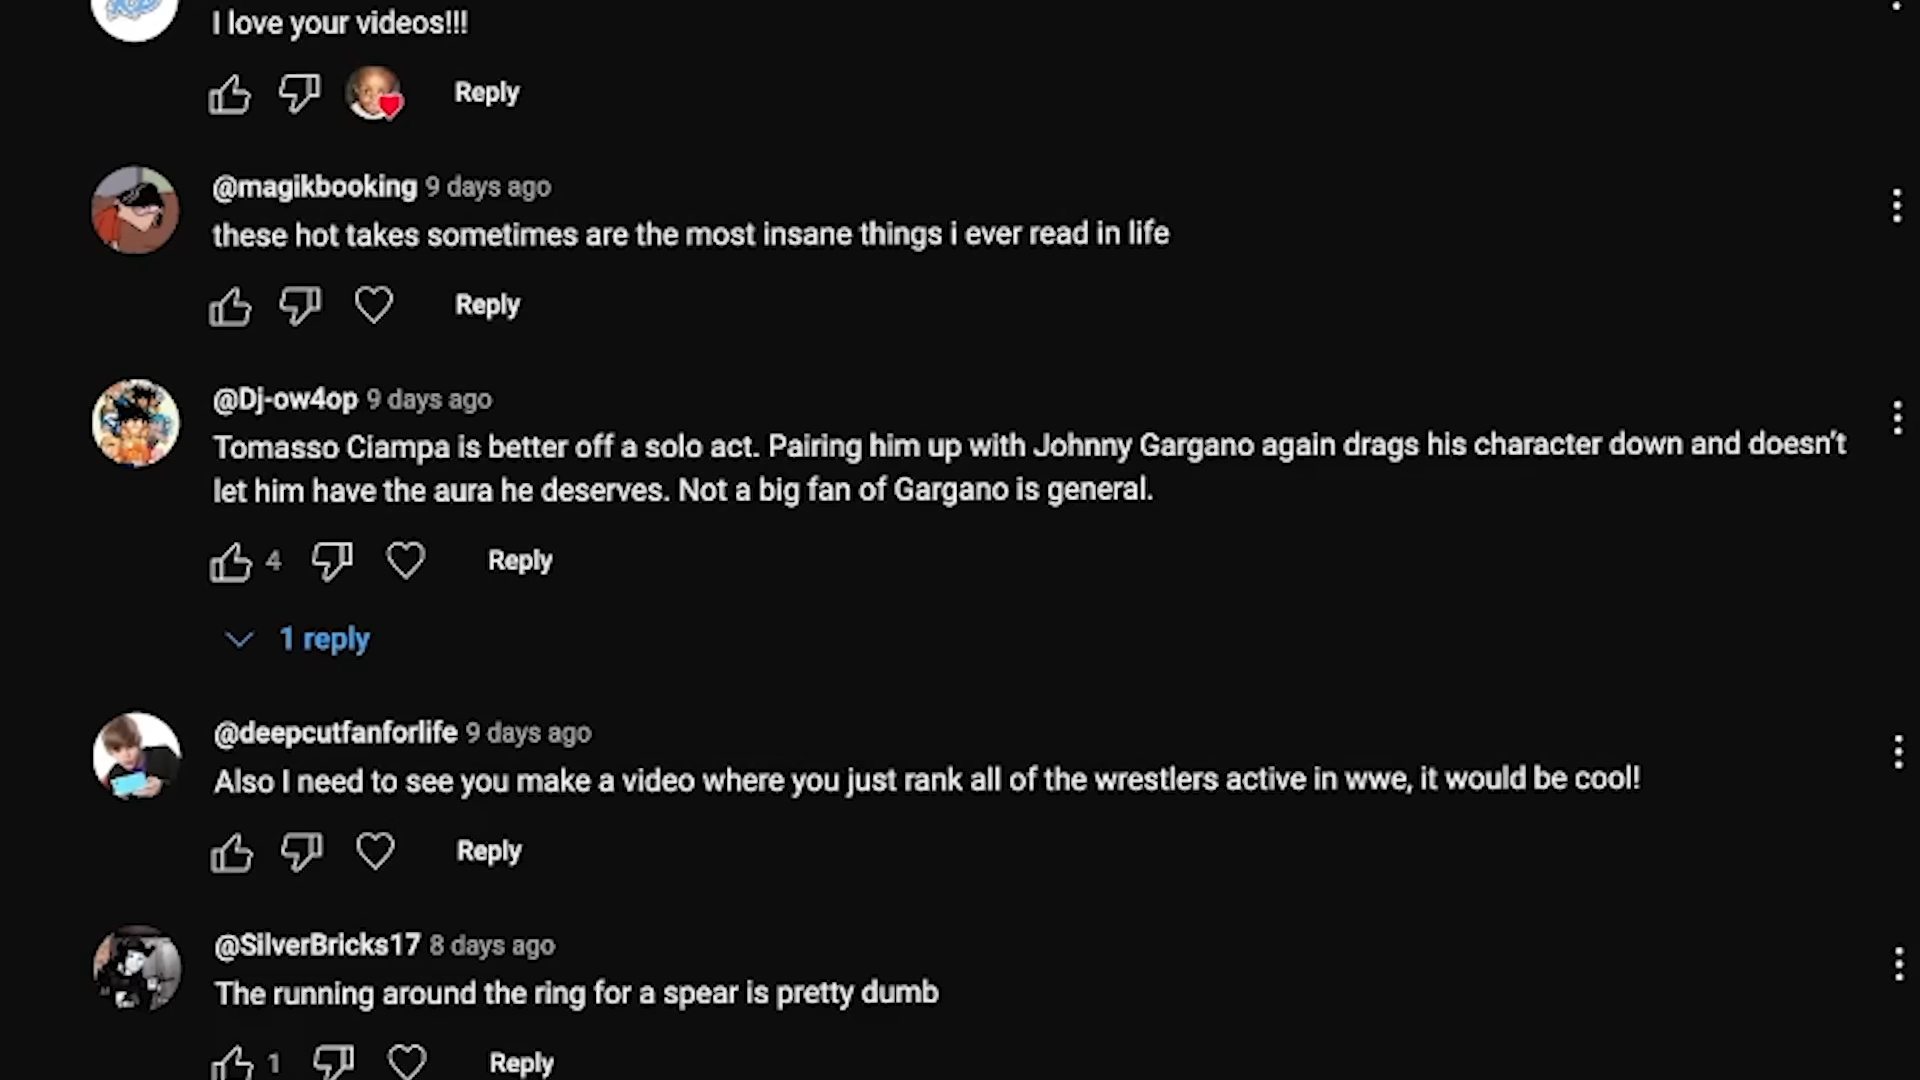 I love your videos!!!
Reply
@magikbooking 9 days ago
these hot takes sometimes are the most insane things i ever read in life
Reply
@Dj-ow4op 9 days ago
Tomasso Ciampa is better off a solo act. Pairing him up with Johnny Gargano again drags his character down and doesn't
let him have the aura he deserves. Not a big fan of Gargano is general.
4 Reply
1 reply
@deepcutfanforlife 9 days ago
Also I need to see you make a video where you just rank all of the wrestlers active in wwe, it would be cool!
Reply
@SilverBricks17 8 days ago
The running around the ring for a spear is pretty dumb
1 Reply